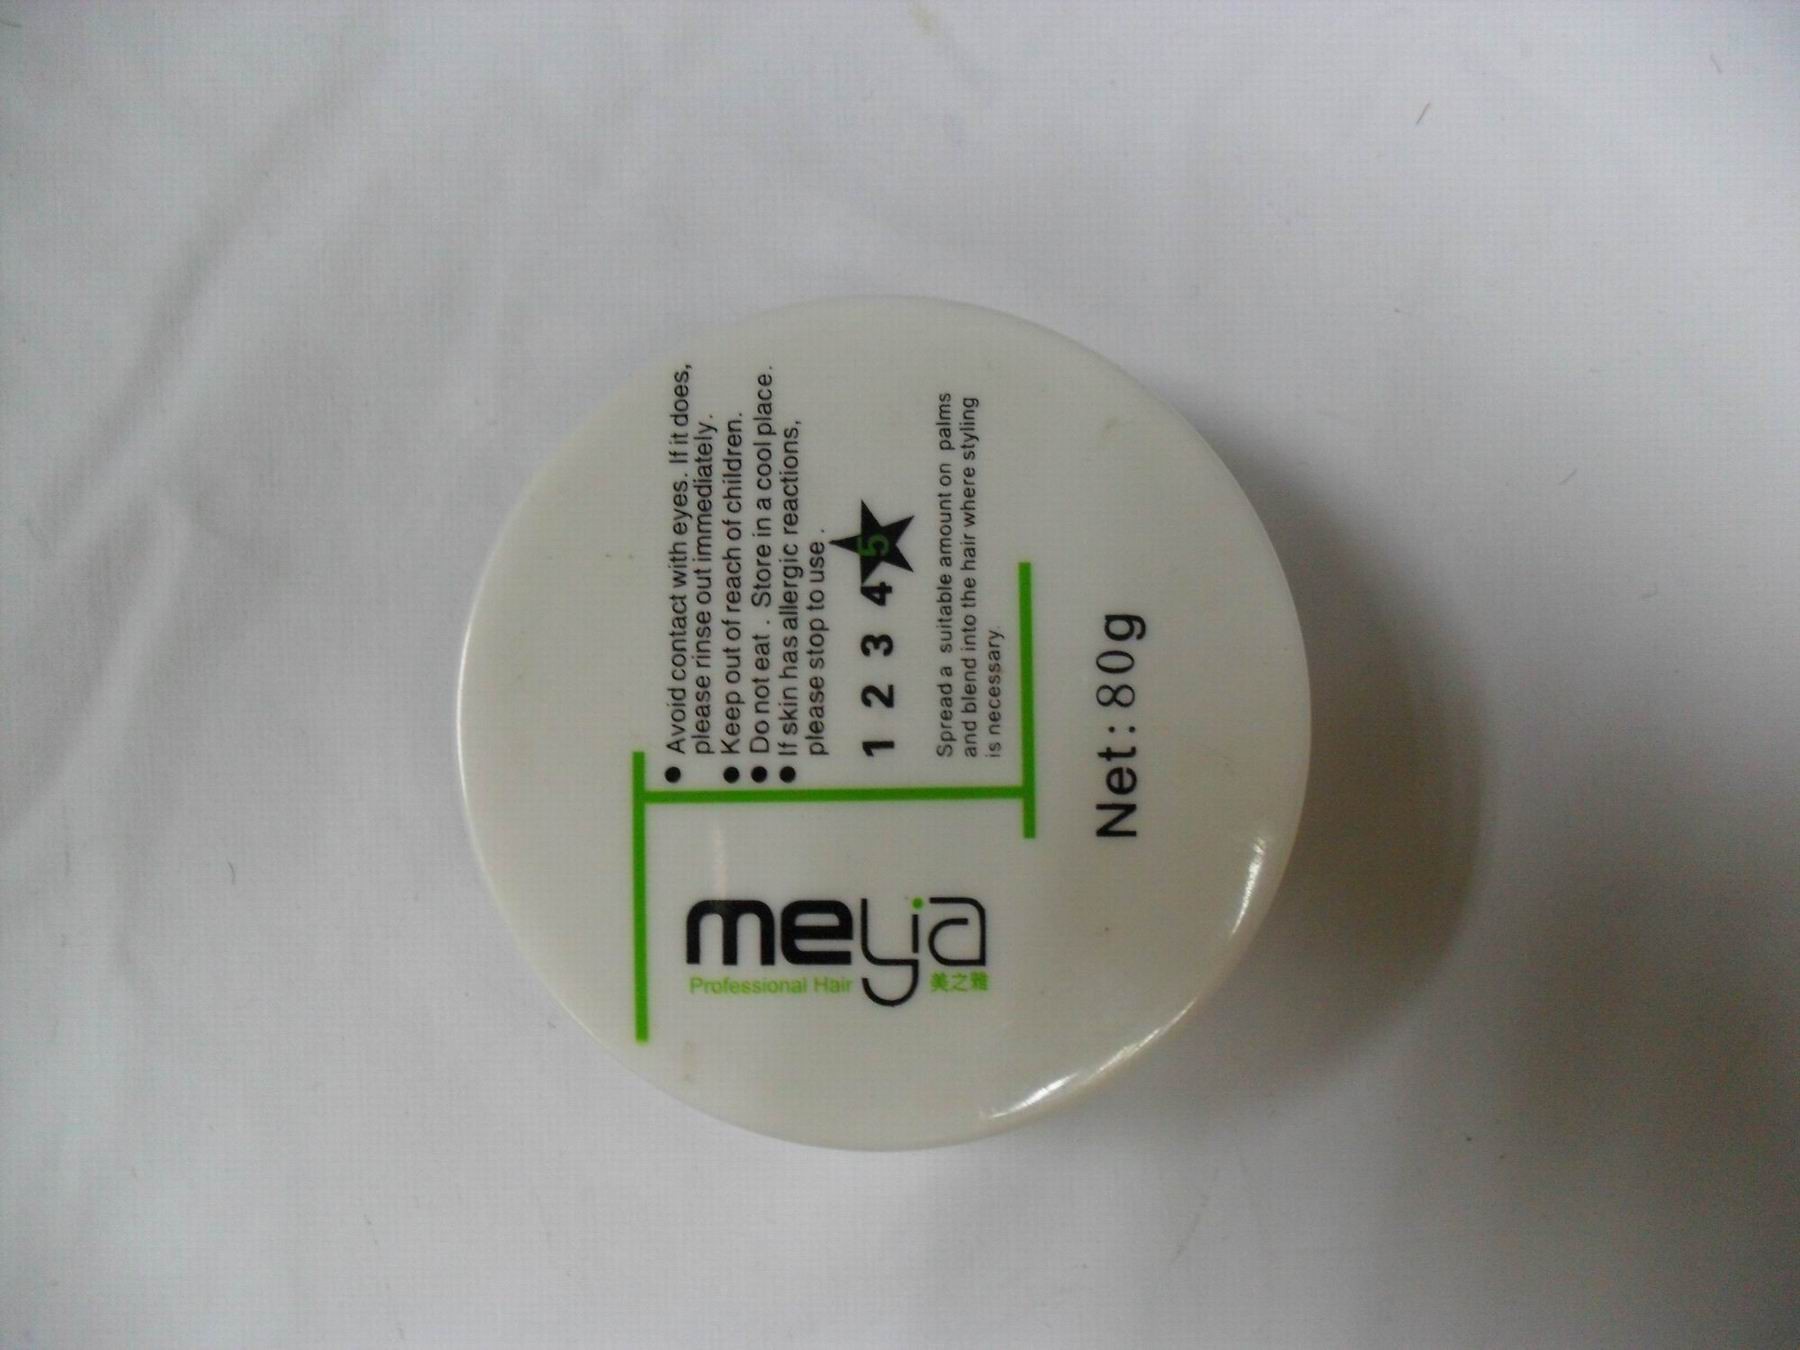 ● Avoid contact with eyes. If it does,
please rinse out immediately.
● Keep out of reach of children.
● Do not eat . Store in a cool place.
● If skin has allergic reactions,
please stop to use .
1 2 3 4 5
Spread a suitable amount on palms
and blend into the hair where styling
is necessary.
meyia
Professional Hair
美之雅
Net:80g